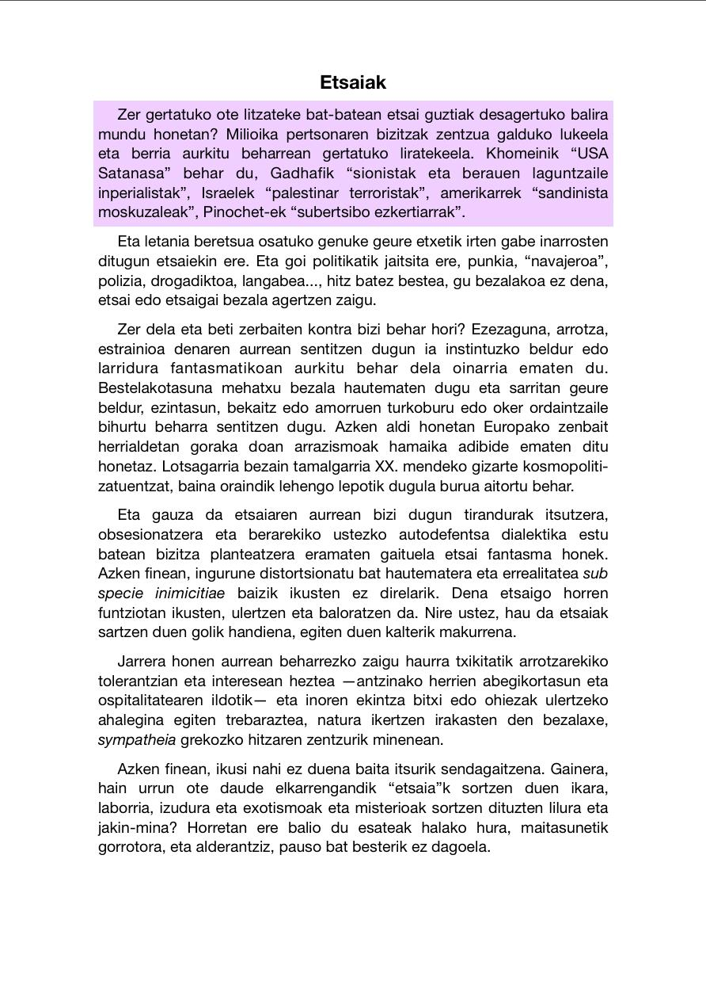 Etsaiak
Zer gertatuko ote litzateke bat-batean etsai guztiak desagertuko balira
mundu honetan? Milioika pertsonaren bizitzak zentzua galduko lukeela
eta berria aurkitu beharrean gertatuko liratekeela. Khomeinik “USA
Satanasa” behar du, Gadhafik “sionistak eta berauen laguntzaile
inperialistak”, Israelek “palestinar terroristak”, amerikarrek “sandinista
moskuzaleak”, Pinochet-ek “subertsibo ezkertiarrak”.
Eta letania beretsua osatuko genuke geure etxetik irten gabe inarrosten
ditugun etsaiekin ere. Eta goi politikatik jaitsita ere, punkia, “navajeroa”,
polizia, drogadiktoa, langabea..., hitz batez bestea, gu bezalakoa ez dena,
etsai edo etsaigai bezala agertzen zaigu.
Zer dela eta beti zerbaiten kontra bizi behar hori? Ezezaguna, arrotza,
estrainioa denaren aurrean sentitzen dugun ia instintuzko beldur edo
larridura fantasmatikoan aurkitu behar dela oinarria ematen du.
Bestelakotasuna mehatxu bezala hautematen dugu eta sarritan geure
beldur, ezintasun, bekaitz edo amorruen turkoburu edo oker ordaintzaile
bihurtu beharra sentitzen dugu. Azken aldi honetan Europako zenbait
herrialdetan goraka doan arrazismoak hamaika adibide ematen ditu
honetaz. Lotsagarria bezain tamalgarria XX. mendeko gizarte kosmopoliti-
zatuentzat, baina oraindik lehengo lepotik dugula burua aitortu behar.
Eta gauza da etsaiaren aurrean bizi dugun tirandurak itsutzera,
obsesionatzera eta berarekiko ustezko autodefentsa dialektika estu
batean bizitza planteatzera eramaten gaituela etsai fantasma honek.
Azken finean, ingurune distortsionatu bat hautematera eta errealitatea sub
specie inimicitiae baizik ikusten ez direlarik. Dena etsaigo horren
funtziotan ikusten, ulertzen eta baloratzen da. Nire ustez, hau da etsaiak
sartzen duen golik handiena, egiten duen kalterik makurrena.
Jarrera honen aurrean beharrezko zaigu haurra txikitatik arrotzarekiko
tolerantzian eta interesean heztea —antzinako herrien abegikortasun eta
ospitalitatearen ildotik— eta inoren ekintza bitxi edo ohiezak ulertzeko
ahalegina egiten trebaraztea, natura ikertzen irakasten den bezalaxe,
sympatheia grekozko hitzaren zentzurik minenean.
Azken finean, ikusi nahi ez duena baita itsurik sendagaitzena. Gainera,
hain urrun ote daude elkarrengandik “etsaia”k sortzen duen ikara,
laborria, izudura eta exotismoak eta misterioak sortzen dituzten lilura eta
jakin-mina? Horretan ere balio du esateak halako hura, maitasunetik
gorrotora, eta alderantziz, pauso bat besterik ez dagoela.